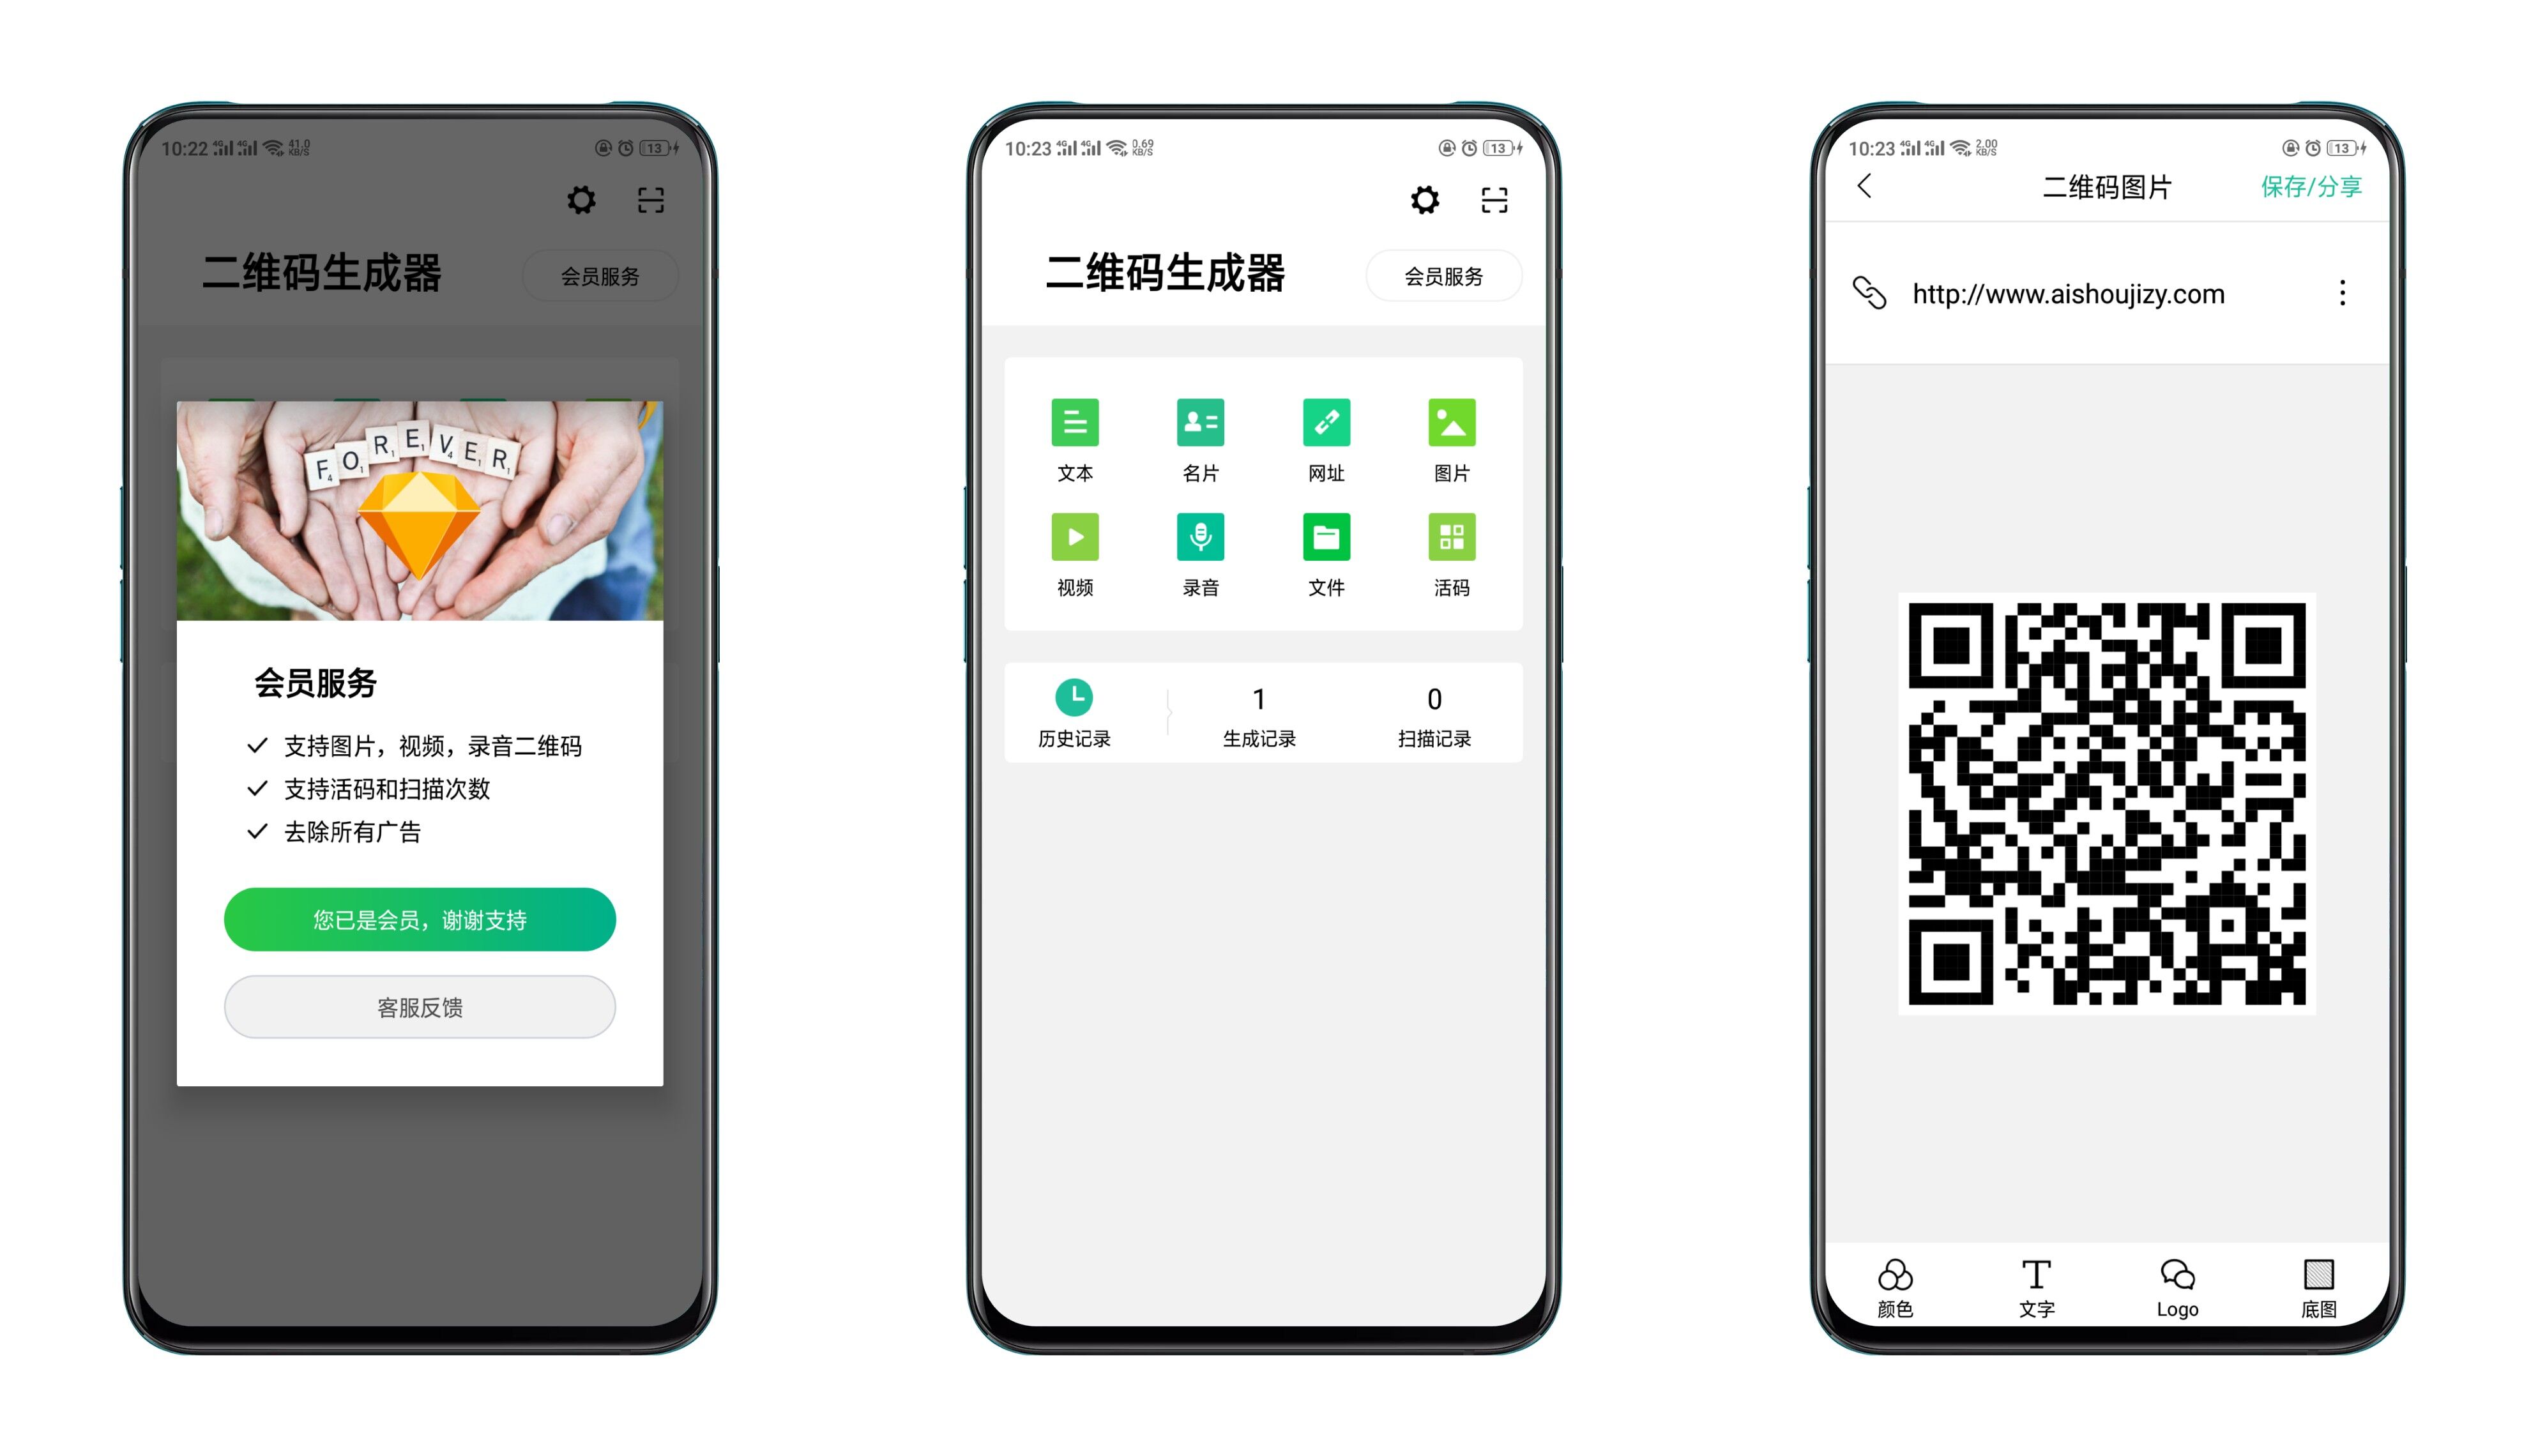 10:22 4G 4G 41.0 KB/S 13
二维码生成器
会员服务
FOREVER
会员服务
支持图片，视频，录音二维码
支持活码和扫描次数
去除所有广告
您已是会员，谢谢支持
客服反馈
10:23 4G 4G 0.69 KB/S 13
二维码生成器
会员服务
文本 名片 网址 图片
视频 录音 文件 活码
1 0
历史记录 生成记录 扫描记录
10:23 4G 4G 2.00 KB/S 13
二维码图片 保存/分享
http://www.aishoujizy.com
颜色 文字 Logo 底图